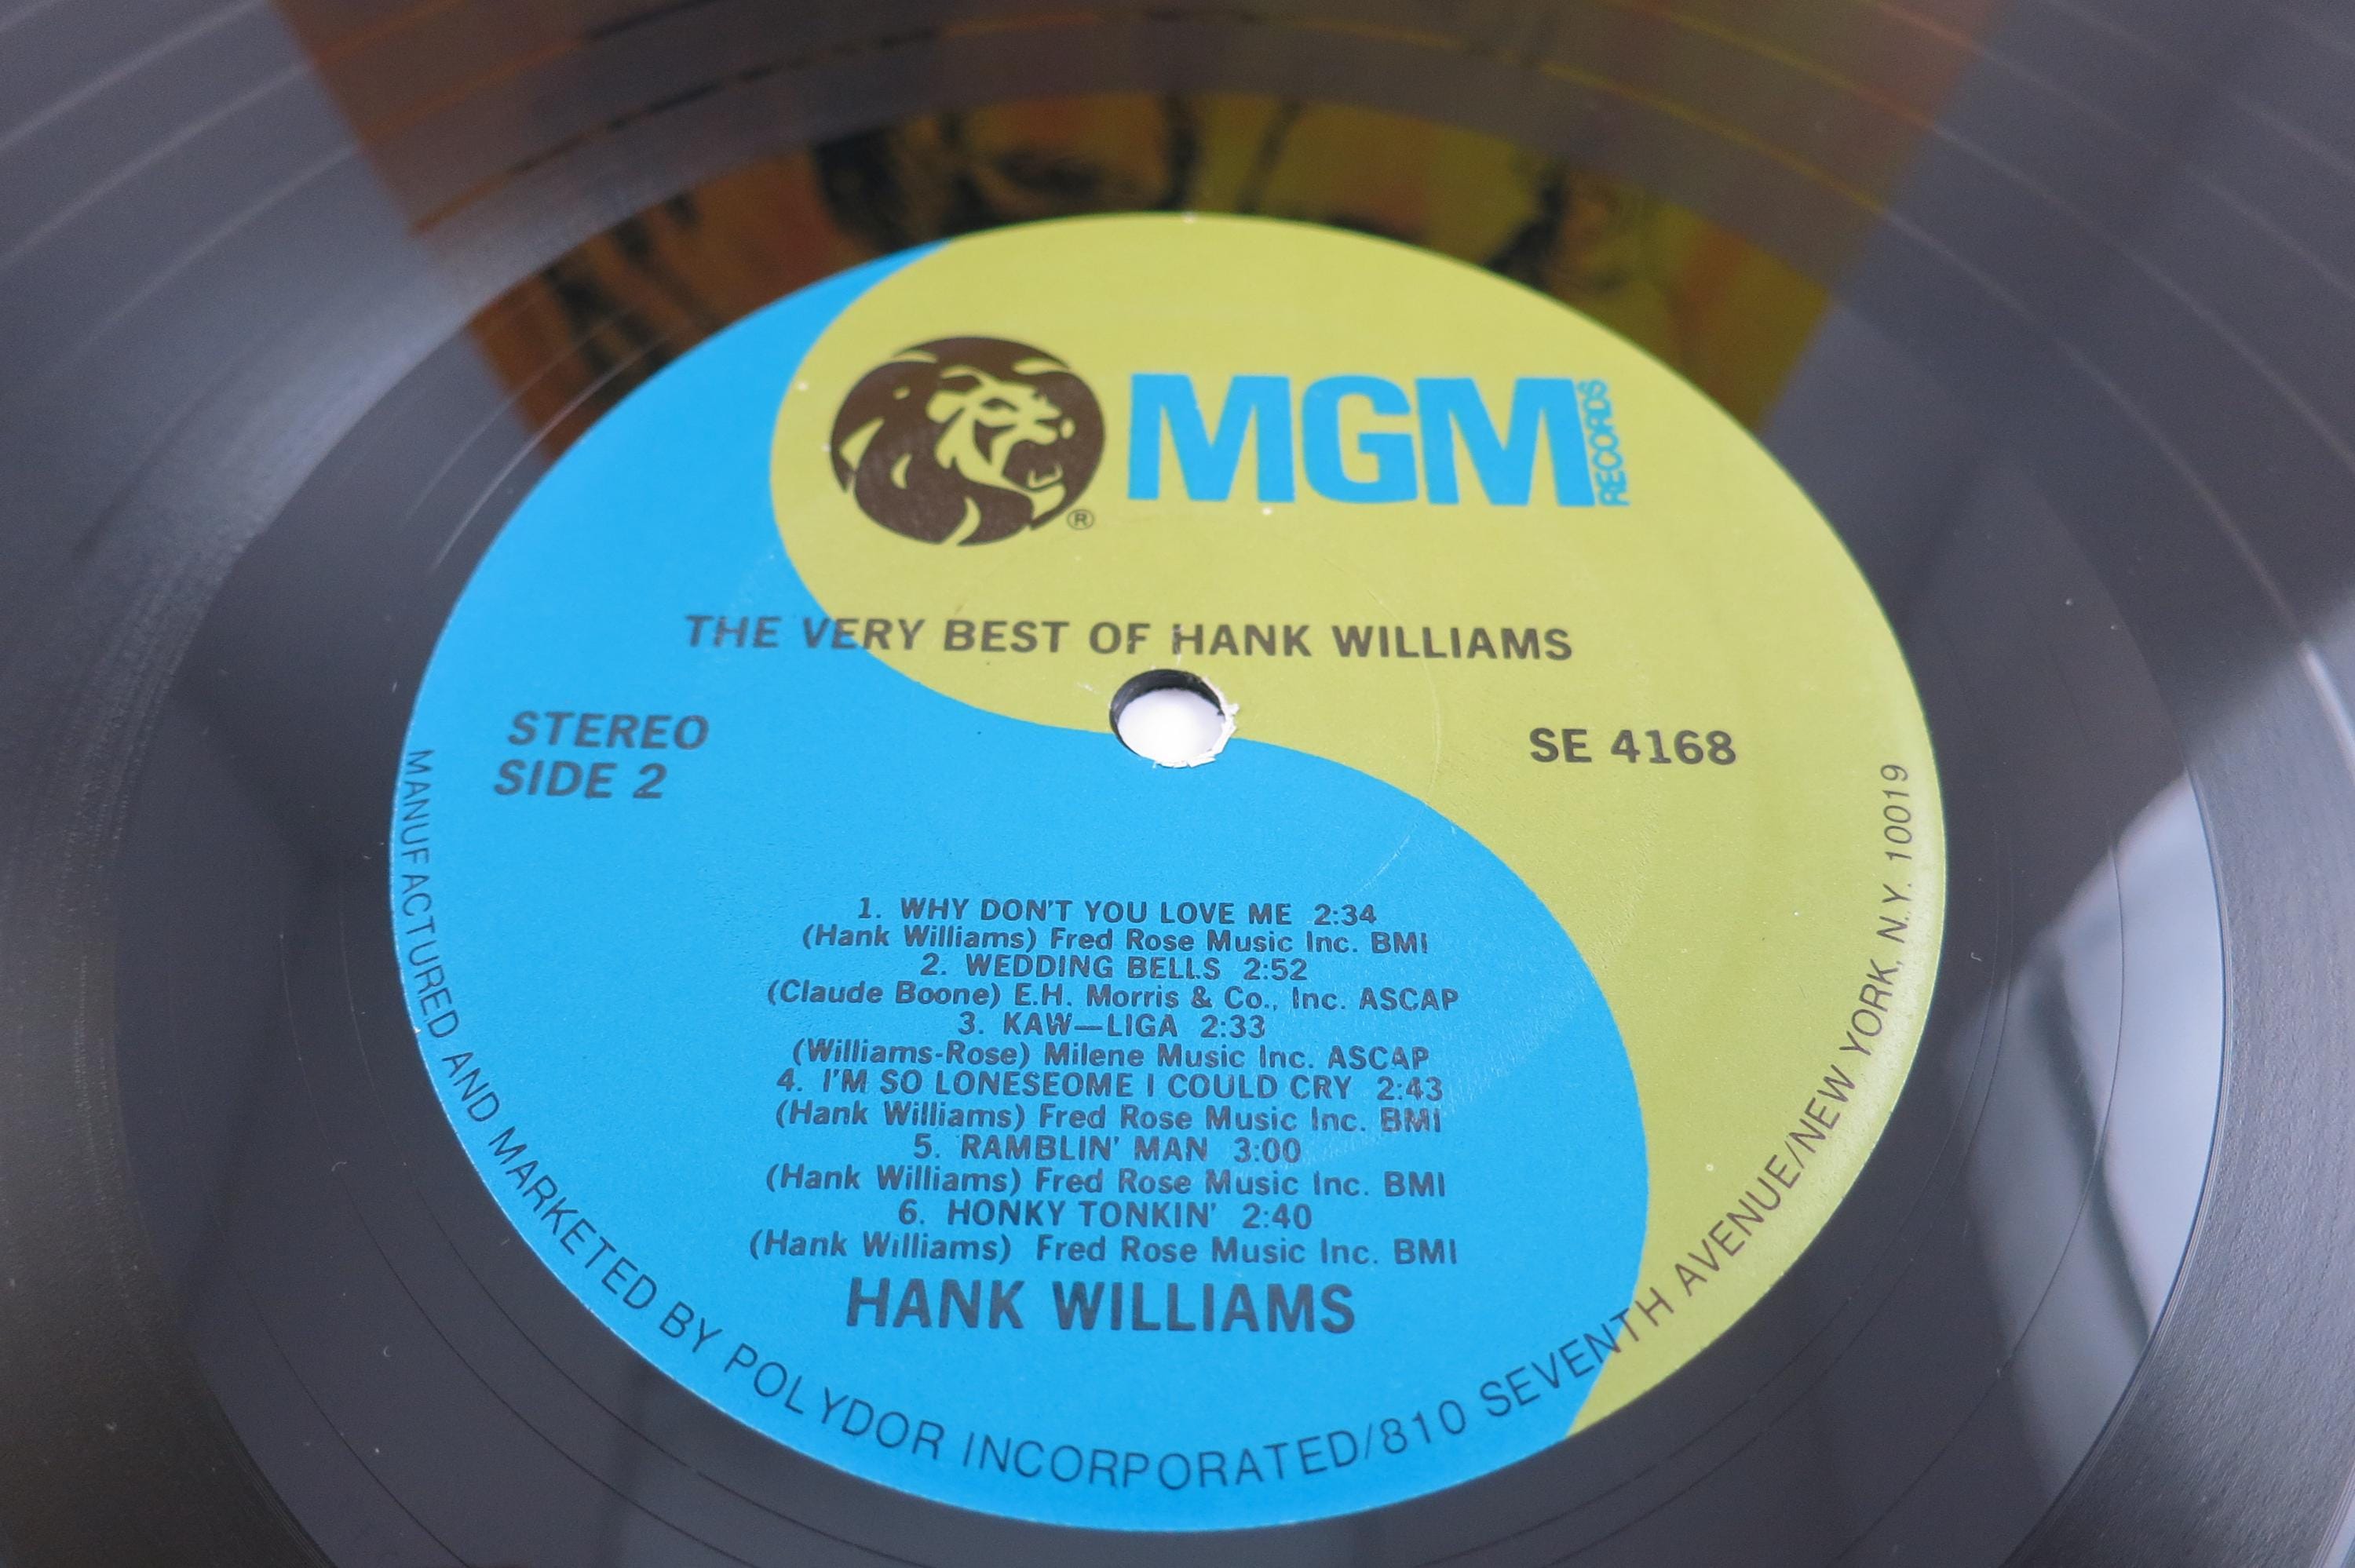 MGM RECORDS
®
THE VERY BEST OF HANK WILLIAMS
STEREO
SIDE 2
SE 4168
1. WHY DON'T YOU LOVE ME 2:34
(Hank Williams) Fred Rose Music Inc. BMI
2. WEDDING BELLS 2:52
(Claude Boone) E.H. Morris & Co., Inc. ASCAP
3. KAW—LIGA 2:33
(Williams-Rose) Milene Music Inc. ASCAP
4. I'M SO LONESEOME I COULD CRY 2:43
(Hank Williams) Fred Rose Music Inc. BMI
5. RAMBLIN' MAN 3:00
(Hank Williams) Fred Rose Music Inc. BMI
6. HONKY TONKIN' 2:40
(Hank Williams) Fred Rose Music Inc. BMI
HANK WILLIAMS
MANUFACTURED AND MARKETED BY POLYDOR INCORPORATED/810 SEVENTH AVENUE/NEW YORK, N.Y. 10019